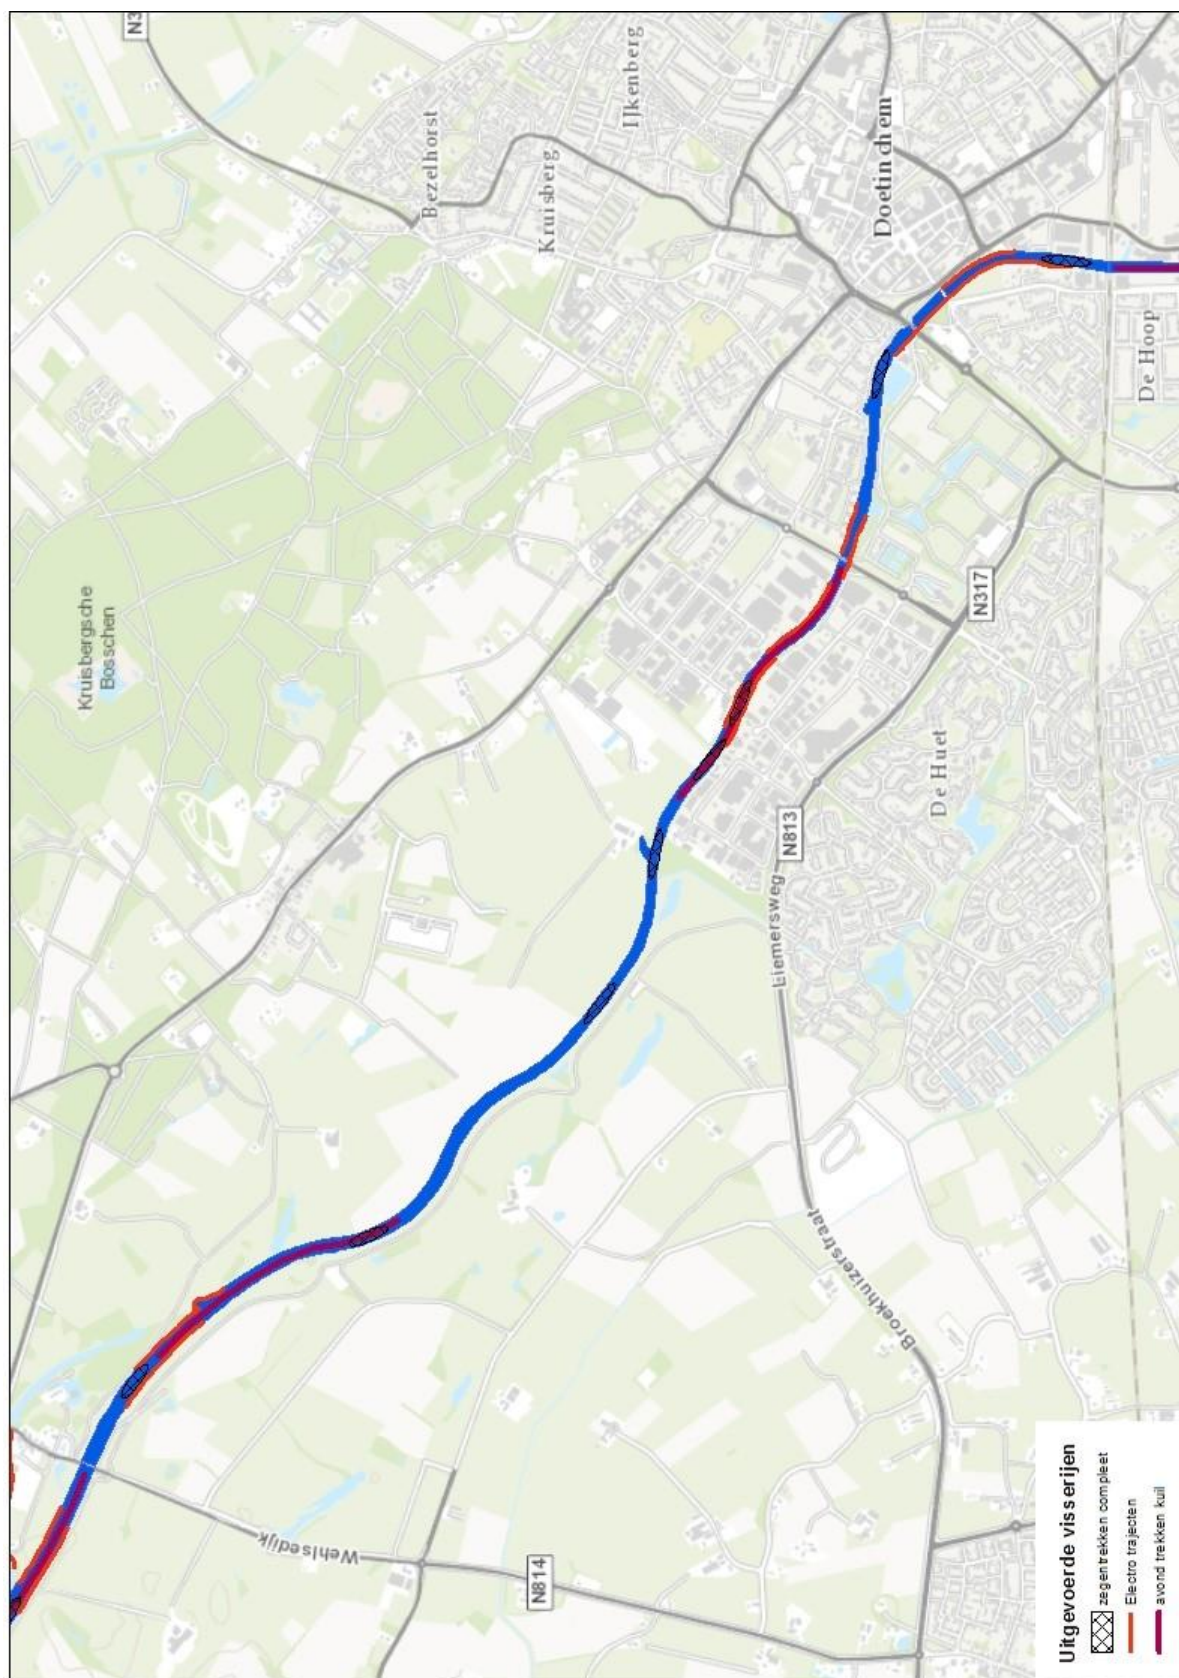 N3
Bezelhorst
IJkenberg
Kruisberg
Doetinchem
De Hoop
Kruisbergsche
Bosschen
N317
De Huet
N813
Liemersweg
Broekhuizerstraat
Wehlsedijk
N814
Uitgevoerde visserijen
zegentrekken compleet
Electro trajecten
avond trekken kuil